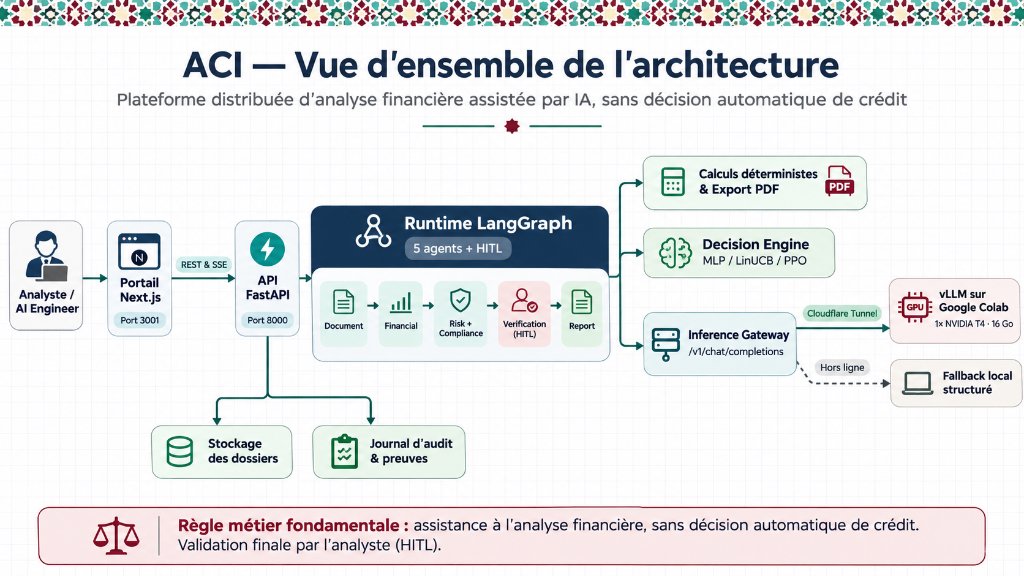 ACI — Vue d'ensemble de l'architecture
Plateforme distribuée d'analyse financière assistée par IA, sans décision automatique de crédit
Analyste /
AI Engineer
N
Portail
Next.js
Port 3001
REST & SSE
API
FastAPI
Port 8000
Runtime LangGraph
5 agents + HITL
Document
Financial
Risk +
Compliance
Verification
(HITL)
Report
Calculs déterministes
& Export PDF
PDF
Decision Engine
MLP / LinUCB / PPO
Inference Gateway
/v1/chat/completions
Cloudflare Tunnel
Hors ligne
GPU
vLLM sur
Google Colab
1× NVIDIA T4 · 16 Go
Fallback local
structuré
Stockage
des dossiers
Journal d'audit
& preuves
Règle métier fondamentale : assistance à l'analyse financière, sans décision automatique de crédit.
Validation finale par l'analyste (HITL).